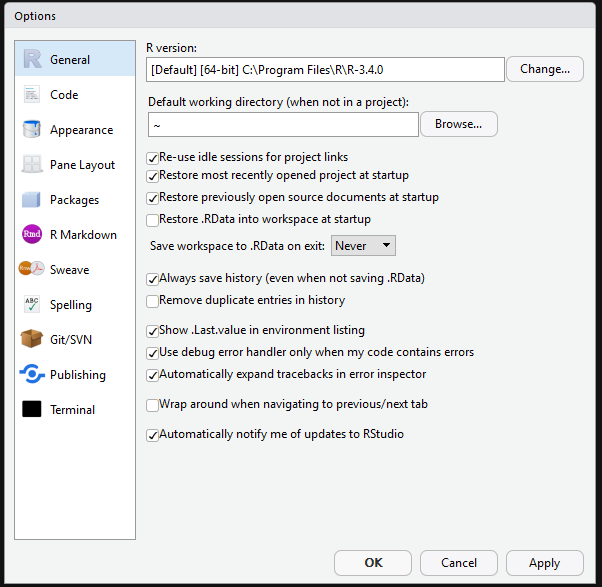 Options
General
Code
Appearance
Pane Layout
Packages
Rmd R Markdown
Sweave
ABC Spelling
Git/SVN
Publishing
Terminal
R version:
[Default] [64-bit] C:\Program Files\R\R-3.4.0
Change...
Default working directory (when not in a project):
~
Browse...
Re-use idle sessions for project links
Restore most recently opened project at startup
Restore previously open source documents at startup
Restore .RData into workspace at startup
Save workspace to .RData on exit: Never
Always save history (even when not saving .RData)
Remove duplicate entries in history
Show .Last.value in environment listing
Use debug error handler only when my code contains errors
Automatically expand tracebacks in error inspector
Wrap around when navigating to previous/next tab
Automatically notify me of updates to RStudio
OK Cancel Apply